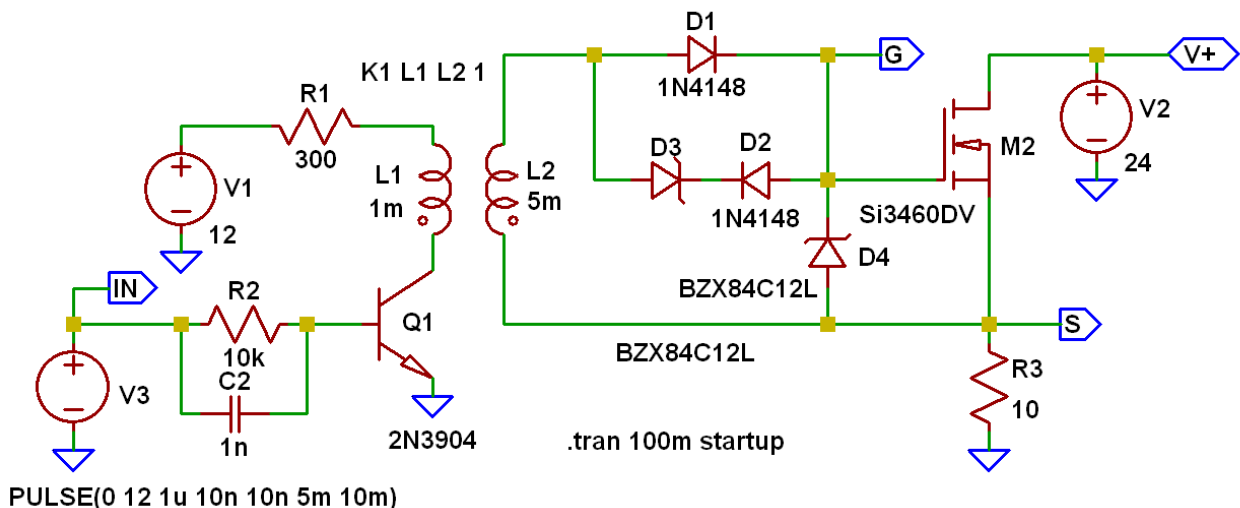 D1
G
V+
K1 L1 L2 1
1N4148
R1
300
D3
D2
M2
V2
24
L1
1m
L2
5m
V1
12
1N4148
Si3460DV
D4
IN
R2
BZX84C12L
S
Q1
10k
C2
BZX84C12L
V3
R3
10
1n
2N3904
.tran 100m startup
PULSE(0 12 1u 10n 10n 5m 10m)